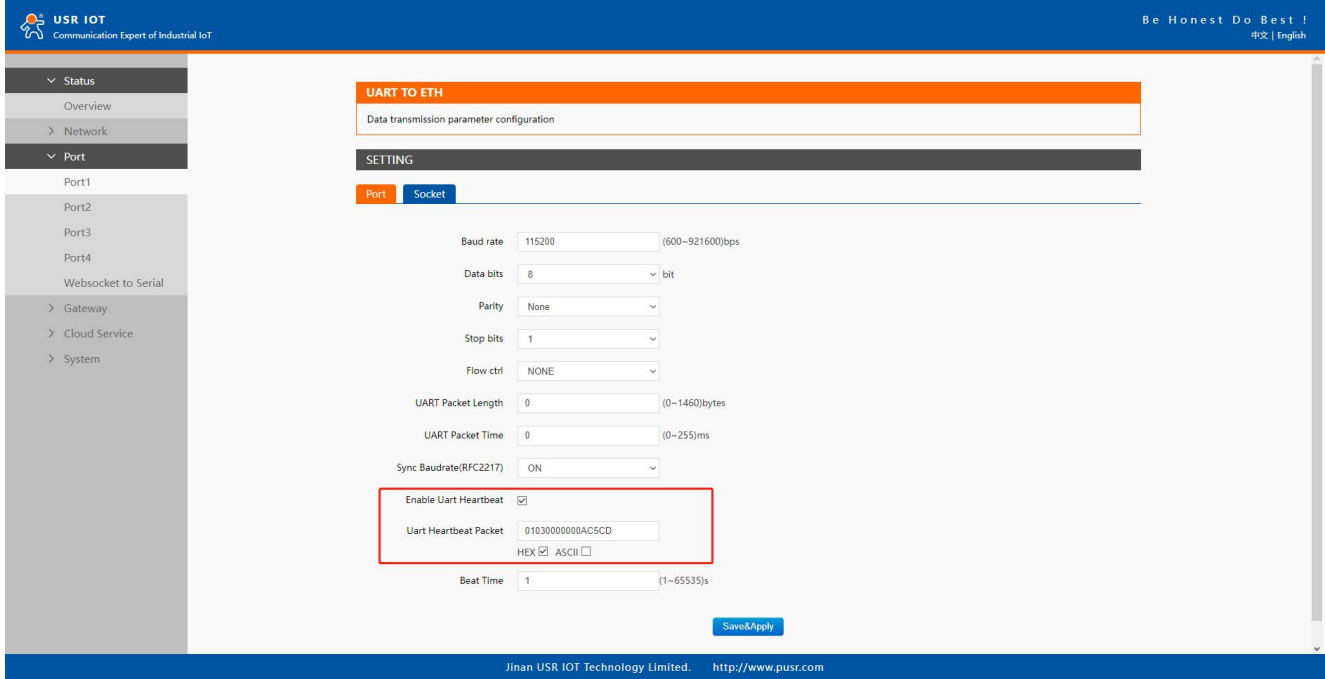 USR IOT
Communication Expert of Industrial IoT
Be Honest Do Best !
中文 | English
Status
Overview
Network
Port
Port1
Port2
Port3
Port4
Websocket to Serial
Gateway
Cloud Service
System
UART TO ETH
Data transmission parameter configuration
SETTING
Port Socket
Baud rate 115200 (600~921600)bps
Data bits 8 bit
Parity None
Stop bits 1
Flow ctrl NONE
UART Packet Length 0 (0~1460)bytes
UART Packet Time 0 (0~255)ms
Sync Baudrate(RFC2217) ON
Enable Uart Heartbeat
Uart Heartbeat Packet 01030000000AC5CD
HEX ASCII
Beat Time 1 (1~65535)s
Save&Apply
Jinan USR IOT Technology Limited. http://www.pusr.com